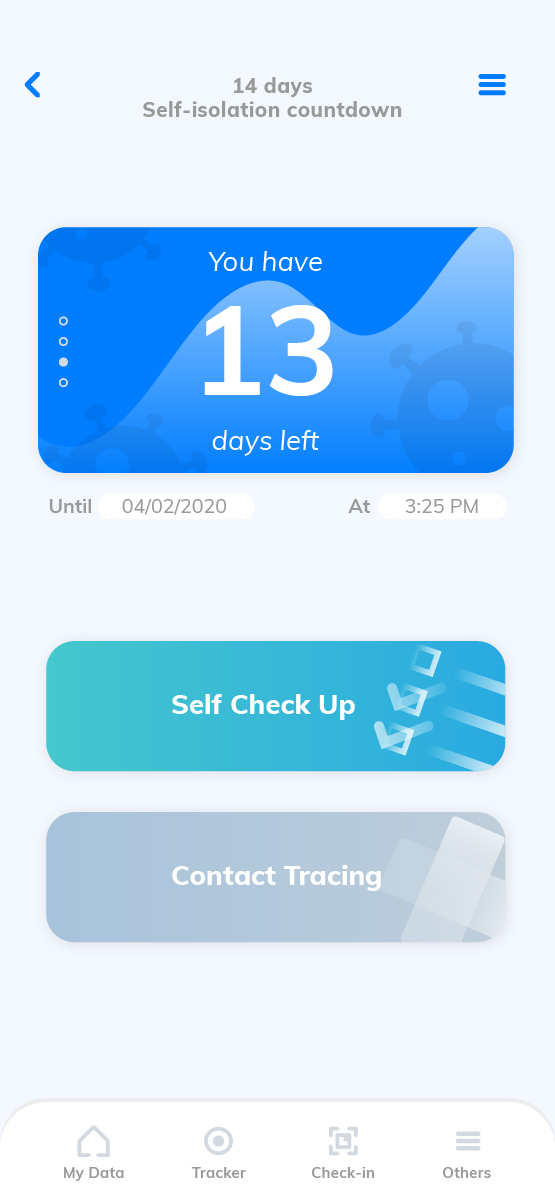 14 days
Self-isolation countdown
You have
13
days left
Until 04/02/2020 At 3:25 PM
Self Check Up
Contact Tracing
My Data Tracker Check-in Others